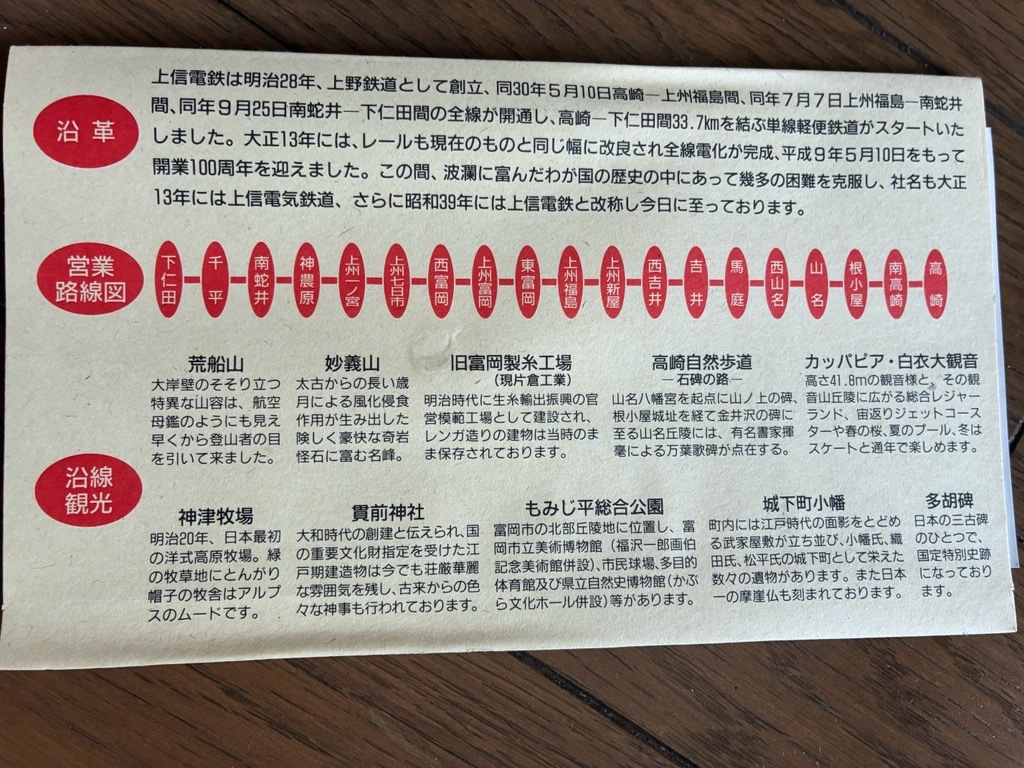 沿革
上信電鉄は明治28年、上野鉄道として創立、同30年5月10日高崎―上州福島間、同年7月7日上州福島―南蛇井
間、同年9月25日南蛇井―下仁田間の全線が開通し、高崎―下仁田間33.7kmを結ぶ単線軽便鉄道がスタートいた
しました。大正13年には、レールも現在のものと同じ幅に改良され全線電化が完成、平成9年5月10日をもって
開業100周年を迎えました。この間、波瀾に富んだわが国の歴史の中にあって幾多の困難を克服し、社名も大正
13年には上信電気鉄道、さらに昭和39年には上信電鉄と改称し今日に至っております。
営業
路線図
下仁田
千平
南蛇井
神農原
上州一ノ宮
上州七日市
西富岡
上州富岡
東富岡
上州福島
上州新屋
西吉井
吉井
馬庭
西山名
山名
根小屋
南高崎
高崎
沿線
観光
荒船山
大岸壁のそそり立つ
特異な山容は、航空
母鑑のようにも見え
早くから登山者の目
を引いて来ました。
妙義山
太古からの長い歳
月による風化侵食
作用が生み出した
険しく豪快な奇岩
怪石に富む名峰。
旧富岡製糸工場
（現片倉工業）
明治時代に生糸輸出振興の官
営模範工場として建設され、
レンガ造りの建物は当時のま
ま保存されております。
高崎自然歩道
―石碑の路―
山名八幡宮を起点に山ノ上の碑、
根小屋城址を経て金井沢の碑に
至る山名丘陵には、有名書家揮
毫による万葉歌碑が点在する。
カッパピア・白衣大観音
高さ41.8mの観音様と、その観
音山丘陵に広がる総合レジャー
ランド、宙返りジェットコース
ターや春の桜、夏のプール、冬は
スケートと通年で楽しめます。
神津牧場
明治20年、日本最初
の洋式高原牧場。緑
の牧草地にとんがり
帽子の牧舎はアルプ
スのムードです。
貫前神社
大和時代の創建と伝えられ、国
の重要文化財指定を受けた江
戸期建造物は今でも荘厳華麗
な雰囲気を残し、古来からの色
々な神事も行われております。
もみじ平総合公園
富岡市の北部丘陵地に位置し、富
岡市立美術博物館（福沢一郎画伯
記念美術館併設）、市民球場、多目的
体育館及び県立自然史博物館（かぶ
ら文化ホール併設）等があります。
城下町小幡
町内には江戸時代の面影をとどめ
る武家屋敷が立ち並び、小幡氏、織
田氏、松平氏の城下町として栄えた
数々の遺物があります。また日本
一の摩崖仏も刻まれております。
多胡碑
日本の三古碑
のひとつで、
国定特別史跡
になっており
ます。